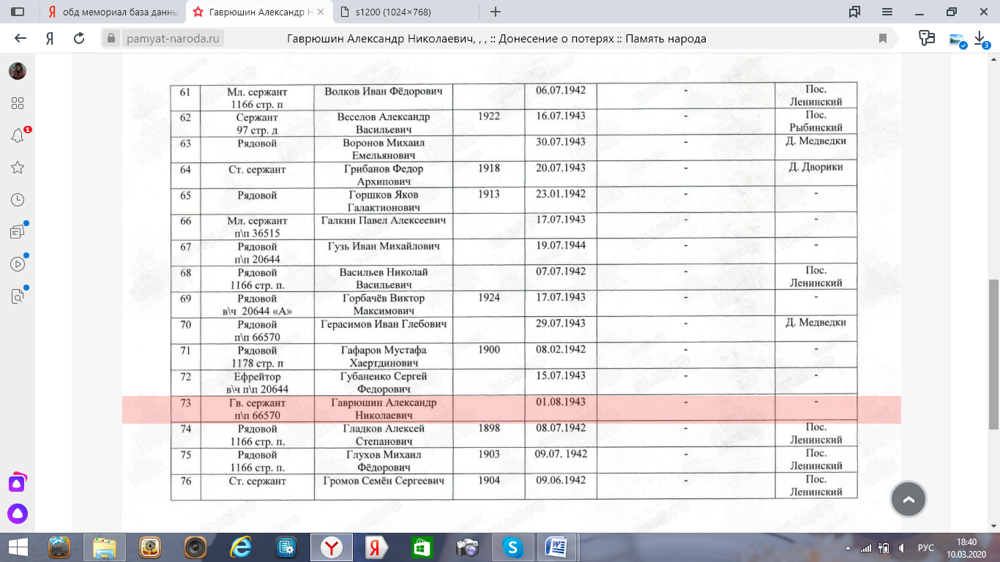 обд мемориал база данны
Гаврюшин Александр Н
s1200 (1024×768)
pamyat-naroda.ru
Гаврюшин Александр Николаевич, , , :: Донесение о потерях :: Память народа
3
1
61 Мл. сержант Волков Иван Фёдорович 06.07.1942 - Пос.
1166 стр. п Ленинский
62 Сержант Веселов Александр 1922 16.07.1943 - Пос.
97 стр. д Васильевич Рыбинский
63 Рядовой Воронов Михаил 30.07.1943 - Д. Медведки
Емельянович
64 Ст. сержант Грибанов Федор 1918 20.07.1943 - Д. Дворики
Архипович
65 Рядовой Горшков Яков 1913 23.01.1942 - -
Галактионович
66 Мл. сержант Галкин Павел Алексеевич 17.07.1943 - -
п\п 36515
67 Рядовой Гузь Иван Михайлович 19.07.1944 - -
п\п 20644
68 Рядовой Васильев Николай 07.07.1942 - Пос.
1166 стр. п. Васильевич Ленинский
69 Рядовой Горбачёв Виктор 1924 17.07.1943 - -
в\ч 20644 «А» Максимович
70 Рядовой Герасимов Иван Глебович 29.07.1943 - Д. Медведки
п\п 66570
71 Рядовой Гафаров Мустафа 1900 08.02.1942 - -
1178 стр. п Хаертдинович
72 Ефрейтор Губаненко Сергей 15.07.1943 - -
в\ч п\п 20644 Федорович
73 Гв. сержант Гаврюшин Александр 01.08.1943 - -
п\п 66570 Николаевич
74 Рядовой Гладков Алексей 1898 08.07.1942 - Пос.
1166 стр. п. Степанович Ленинский
75 Рядовой Глухов Михаил 1903 09.07. 1942 - Пос.
1166 стр. п. Фёдорович Ленинский
76 Ст. сержант Громов Семён Сергеевич 1904 09.06.1942 - Пос.
Ленинский
DOC
РУС
18:40
10.03.2020